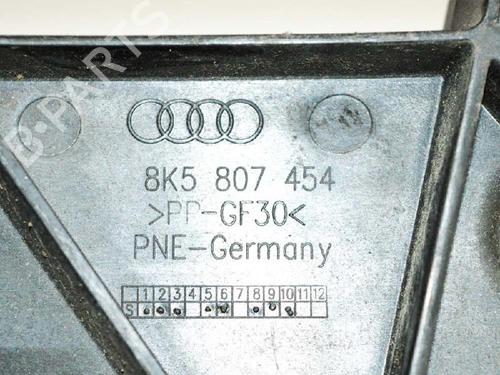 B-PARTS
8K5 807 454
>PP-GF30<
PNE-Germany
1 2 3 4 5 6 7 8 9 10 11 12
S